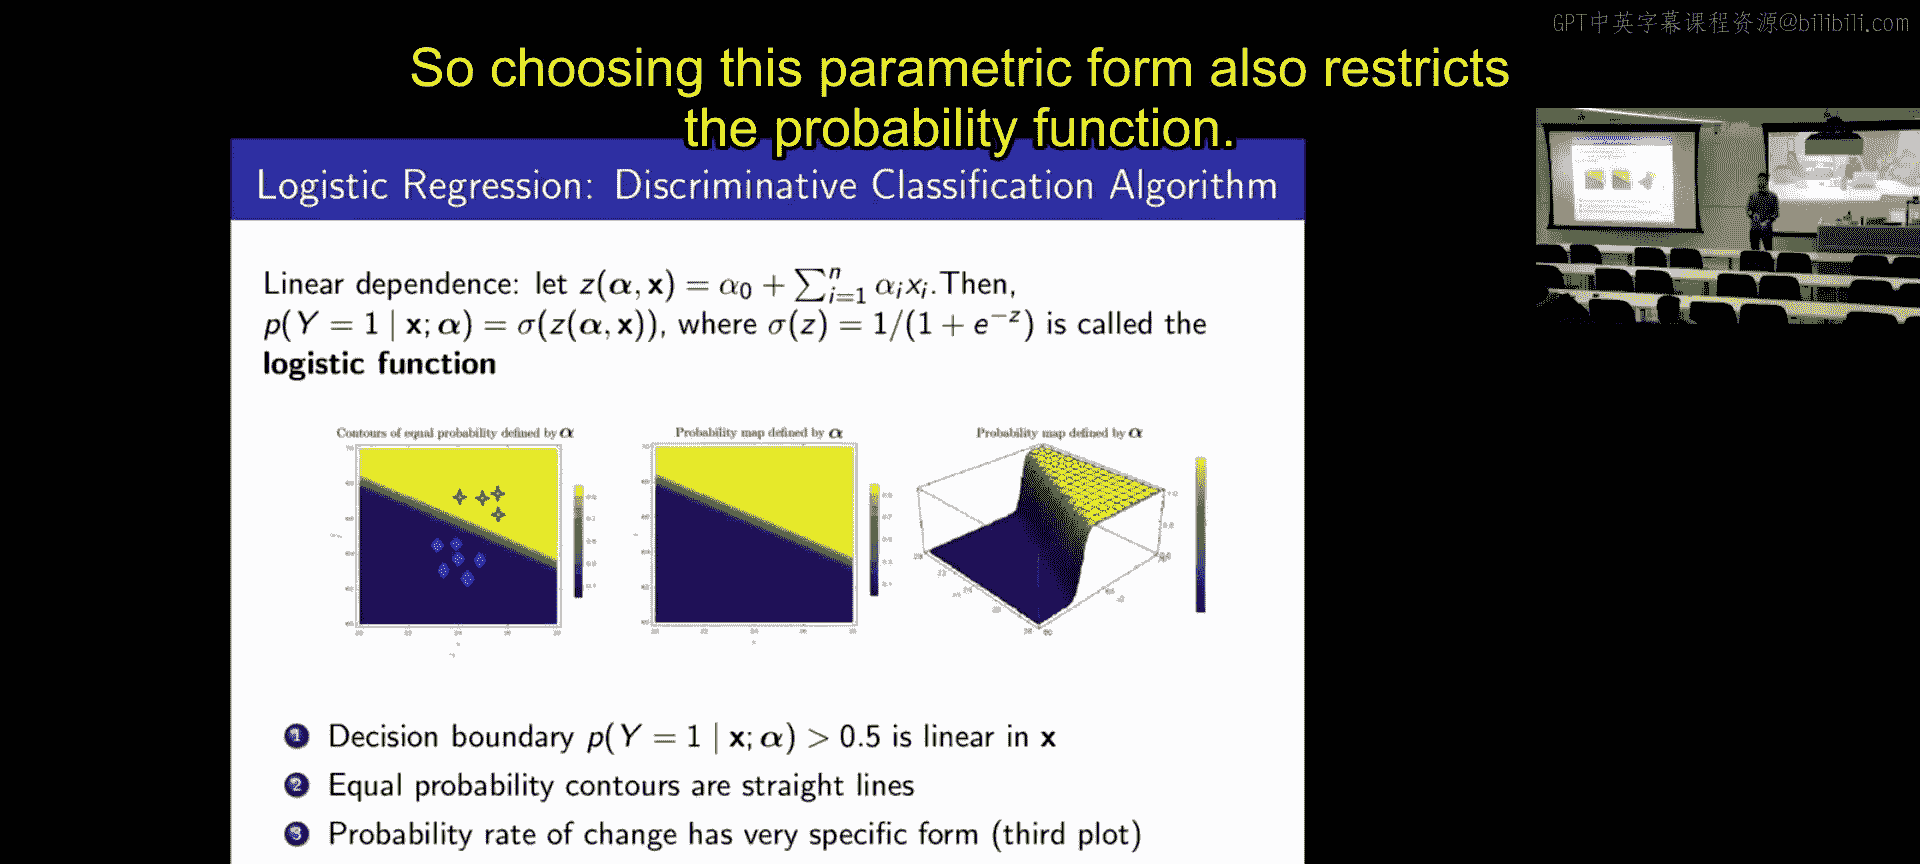 GPT中英字幕课程资源@bilibili.com
So choosing this parametric form also restricts
the probability function.
Logistic Regression: Discriminative Classification Algorithm
Linear dependence: let z(α, x) = α₀ + ∑ⁿᵢ₌₁ αᵢxᵢ.Then,
p(Y = 1 | x; α) = σ(z(α, x)), where σ(z) = 1/(1 + e⁻ᶻ) is called the
logistic function
Contours of equal probability defined by α
Probability map defined by α
Probability map defined by α
1 Decision boundary p(Y = 1 | x; α) > 0.5 is linear in x
2 Equal probability contours are straight lines
3 Probability rate of change has very specific form (third plot)